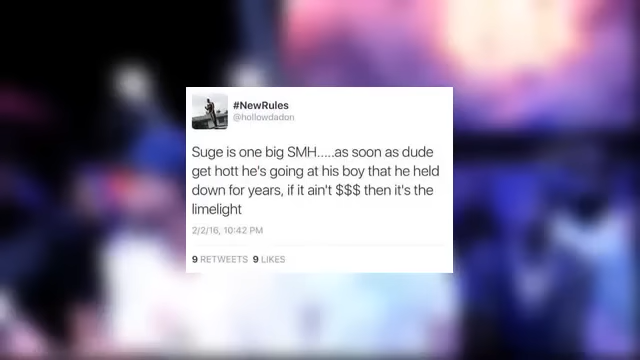 #NewRules
@hollowdadon
Suge is one big SMH.....as soon as dude
get hott he's going at his boy that he held
down for years, if it ain't $$$ then it's the
limelight
2/2/16, 10:42 PM
9 RETWEETS 9 LIKES